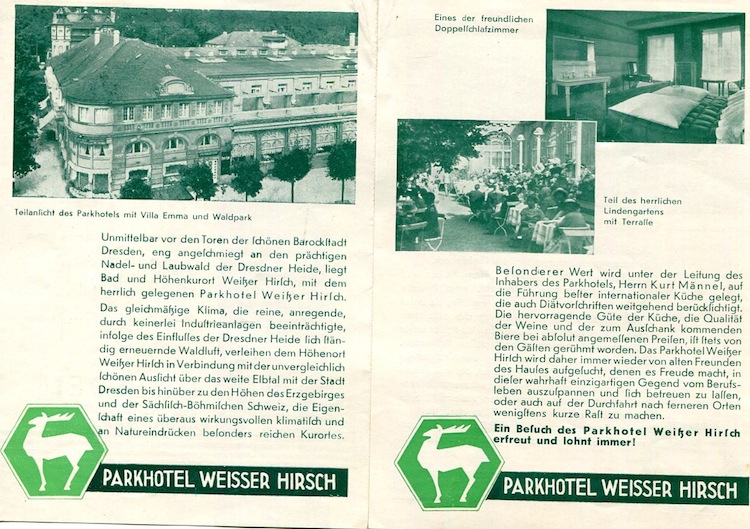 Teilanſicht des Parkhotels mit Villa Emma und Waldpark
Unmittelbar vor den Toren der ſchönen Barockſtadt
Dresden, eng angeſchmiegt an den prächtigen
Nadel- und Laubwald der Dresdner Heide, liegt
Bad und Höhenkurort Weißer Hirſch, mit dem
herrlich gelegenen Parkhotel Weißer Hirſch.
Das gleichmäßige Klima, die reine, anregende,
durch keinerlei Induſtrieanlagen beeinträchtigte,
infolge des Einfluſſes der Dresdner Heide ſich ſtän-
dig erneuernde Waldluft, verleihen dem Höhenort
Weißer Hirſch in Verbindung mit der unvergleichlich
ſchönen Ausſicht über das weite Elbtal mit der Stadt
Dresden bis hinüber zu den Höhen des Erzgebirges
und der Sächſiſch-Böhmiſchen Schweiz, die Eigen-
ſchaft eines überaus wirkungsvollen klimatiſch und
an Natureindrücken beſonders reichen Kurortes.
PARKHOTEL WEISSER HIRSCH
Eines der freundlichen
Doppelſchlafzimmer
Teil des herrlichen
Lindengartens
mit Terraſſe
Beſonderer Wert wird unter der Leitung des
Inhabers des Parkhotels, Herrn Kurt Männel, auf
die Führung beſter internationaler Küche gelegt,
die auch Diätvorſchriften weitgehend berückſichtigt.
Die hervorragende Güte der Küche, die Qualität
der Weine und der zum Ausſchank kommenden
Biere bei abſolut angemeſſenen Preiſen, iſt ſtets von
den Gäſten gerühmt worden. Das Parkhotel Weißer
Hirſch wird daher immer wieder von alten Freunden
des Hauſes aufgeſucht, denen es Freude macht, in
dieſer wahrhaft einzigartigen Gegend vom Berufs-
leben auszuſpannen und ſich betreuen zu laſſen,
oder auch auf der Durchfahrt nach ferneren Orten
wenigſtens kurze Raſt zu machen.
Ein Beſuch des Parkhotel Weißer Hirſch
erfreut und lohnt immer!
PARKHOTEL WEISSER HIRSCH